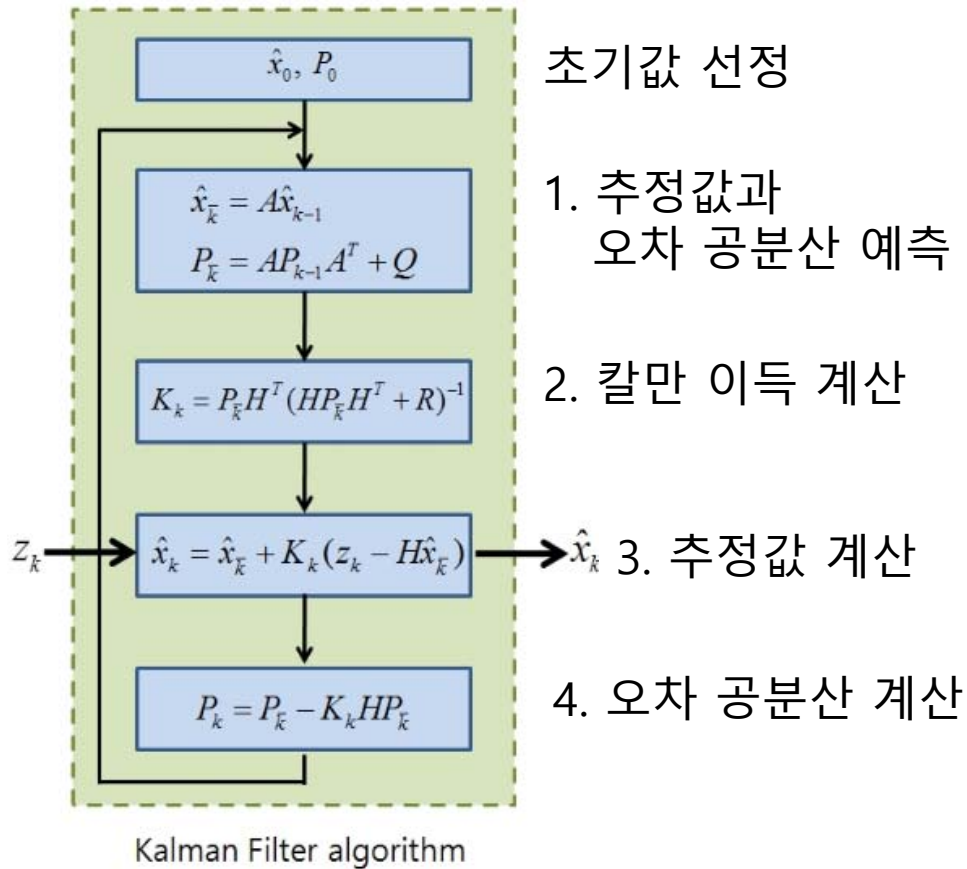 x̂₀, P₀
초기값 선정
x̂ₖ̄ = Ax̂ₖ₋₁
Pₖ̄ = APₖ₋₁Aᵀ + Q
1. 추정값과
오차 공분산 예측
Kₖ = Pₖ̄Hᵀ(HPₖ̄Hᵀ + R)⁻¹
2. 칼만 이득 계산
zₖ
x̂ₖ = x̂ₖ̄ + Kₖ(zₖ − Hx̂ₖ̄)
x̂ₖ
3. 추정값 계산
Pₖ = Pₖ̄ − KₖHPₖ̄
4. 오차 공분산 계산
Kalman Filter algorithm